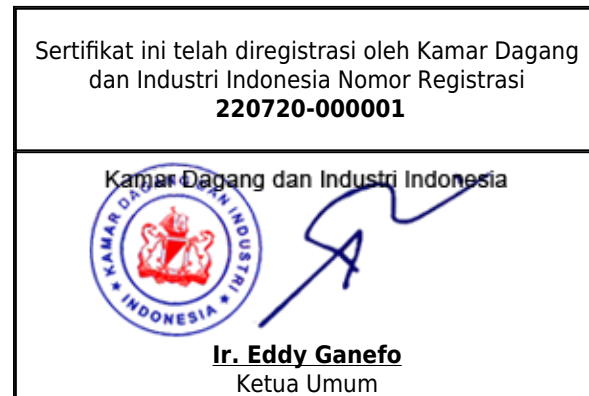 Sertifikat ini telah diregistrasi oleh Kamar Dagang
dan Industri Indonesia Nomor Registrasi
220720-000001
Kamar Dagang dan Industri Indonesia
KAMAR DAGANG DAN INDUSTRI
INDONESIA
Ir. Eddy Ganefo
Ketua Umum